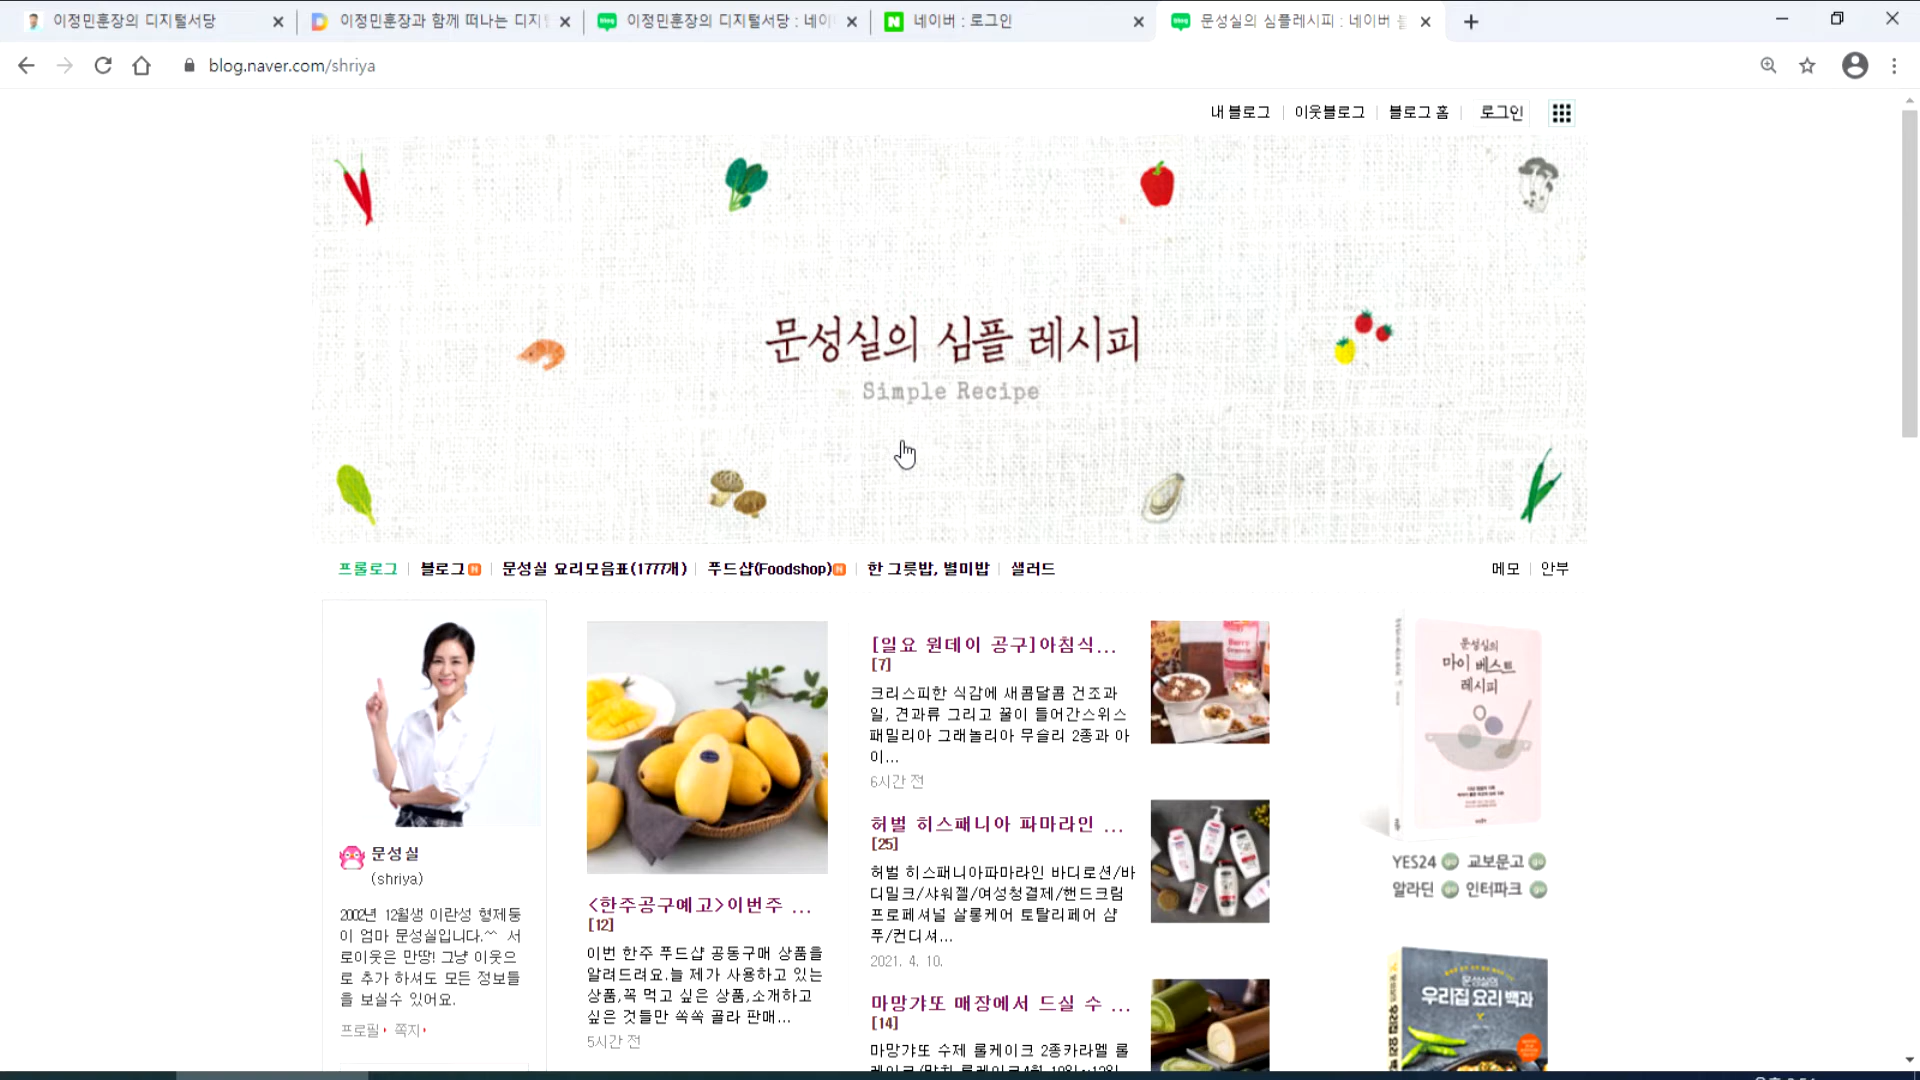 이정민훈장의 디지털서당
이정민훈장과 함께 떠나는 디지털
이정민훈장의 디지털서당 : 네이
네이버 : 로그인
문성실의 심플레시피 : 네이버 블
blog.naver.com/shriya
내 블로그 이웃블로그 블로그 홈 로그인
문성실의 심플 레시피
Simple Recipe
프롤로그 블로그 문성실 요리모음표(1777개) 푸드샵(Foodshop) 한 그릇밥, 별미밥 샐러드
메모 안부
문성실
(shriya)
2002년 12월생 이란성 형제둥
이 엄마 문성실입니다.^^ 서
로이웃은 만땅! 그냥 이웃으
로 추가 하셔도 모든 정보들
을 보실수 있어요.
프로필 쪽지
<한주공구예고>이번주 ...
[12]
이번 한주 푸드샵 공동구매 상품을
알려드려요.늘 제가 사용하고 있는
상품,꼭 먹고 싶은 상품,소개하고
싶은 것들만 쏙쏙 골라 판매...
5시간 전
[일요 원데이 공구]아침식...
[7]
크리스피한 식감에 새콤달콤 건조과
일, 견과류 그리고 꿀이 들어간스위스
패밀리아 그래놀리아 무슬리 2종과 아
이...
6시간 전
허벌 히스패니아 파마라인 ...
[25]
허벌 히스패니아파마라인 바디로션/바
디밀크/샤워젤/여성청결제/핸드크림
프로페셔널 살롱케어 토탈리페어 샴
푸/컨디셔...
2021. 4. 10.
마망갸또 매장에서 드실 수 ...
[14]
마망갸또 수제 롤케이크 2종카라멜 롤
문성실의
마이 베스트
레시피
YES24 go 교보문고 go
알라딘 go 인터파크 go
문성실의
우리집 요리 백과